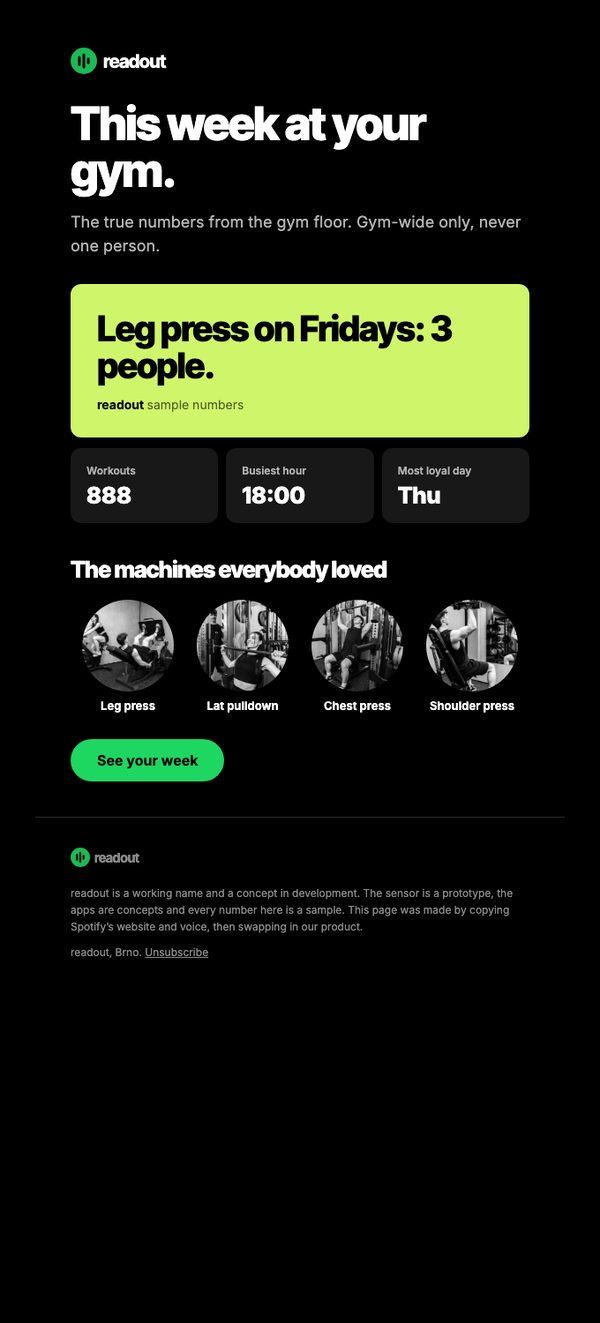 readout
This week at your
gym.
The true numbers from the gym floor. Gym-wide only, never
one person.
Leg press on Fridays: 3
people.
readout sample numbers
Workouts
888
Busiest hour
18:00
Most loyal day
Thu
The machines everybody loved
Leg press
Lat pulldown
Chest press
Shoulder press
See your week
readout
readout is a working name and a concept in development. The sensor is a prototype, the
apps are concepts and every number here is a sample. This page was made by copying
Spotify's website and voice, then swapping in our product.
readout, Brno. Unsubscribe